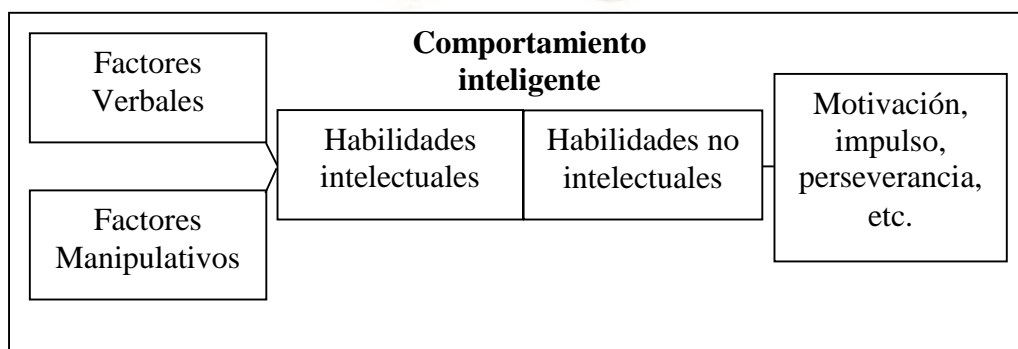 Comportamiento
inteligente
Factores
Verbales
Factores
Manipulativos
Habilidades
intelectuales
Habilidades no
intelectuales
Motivación,
impulso,
perseverancia,
etc.